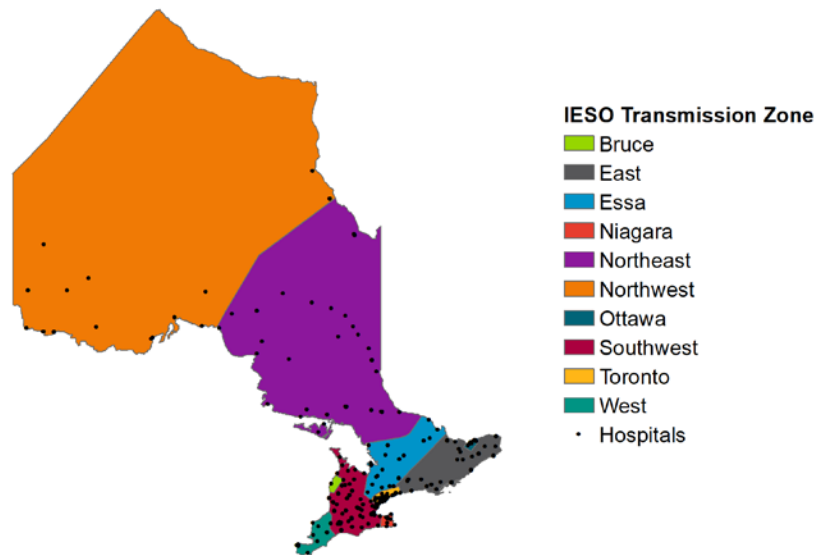 IESO Transmission Zone
Bruce
East
Essa
Niagara
Northeast
Northwest
Ottawa
Southwest
Toronto
West
Hospitals